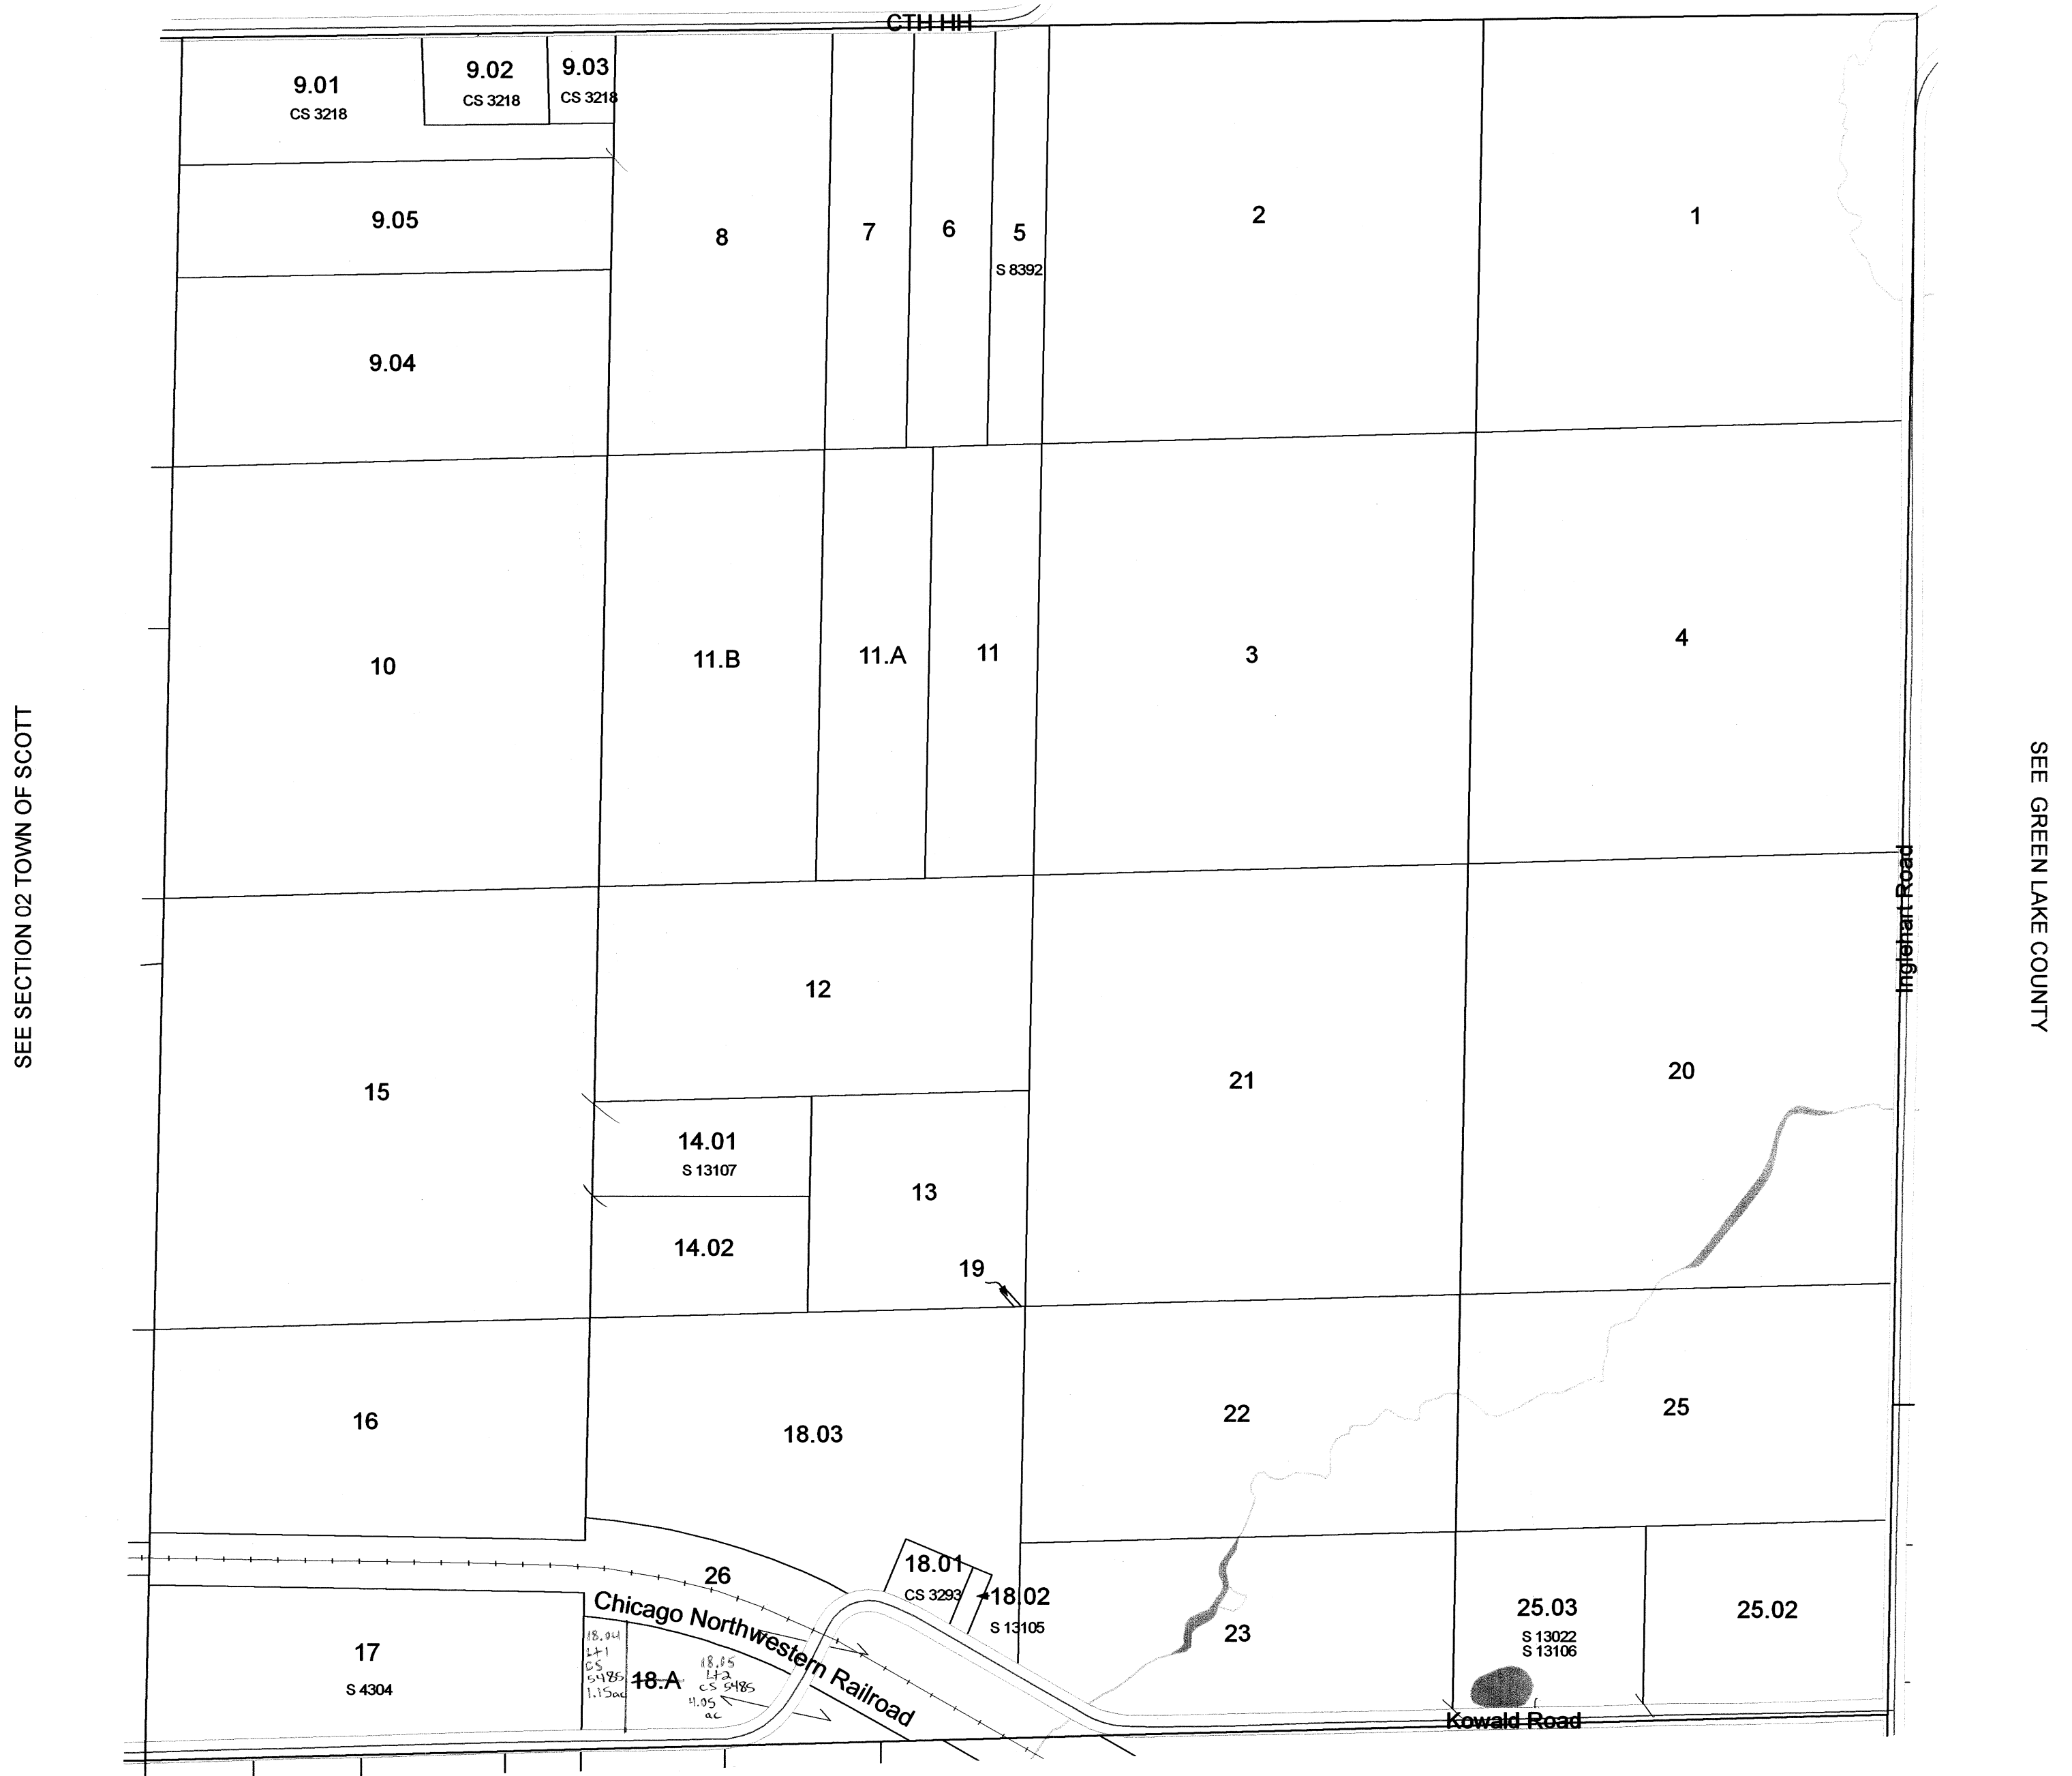 CTH HH
9.01
CS 3218
9.02
CS 3218
9.03
CS 3218
9.05
9.04
8
7
6
5
S 8392
2
1
10
11.B
11.A
11
3
4
SEE SECTION 02 TOWN OF SCOTT
SEE GREEN LAKE COUNTY
Inglehart Road
12
15
14.01
S 13107
14.02
13
19
21
20
16
18.03
22
25
26
Chicago Northwestern Railroad
18.01
CS 3293
18.02
S 13105
17
S 4304
18.04
Lt1
CS
5485
1.15ac
18.A
18.05
Lt2
CS 5485
4.05
ac
23
25.03
S 13022
S 13106
25.02
Kowald Road